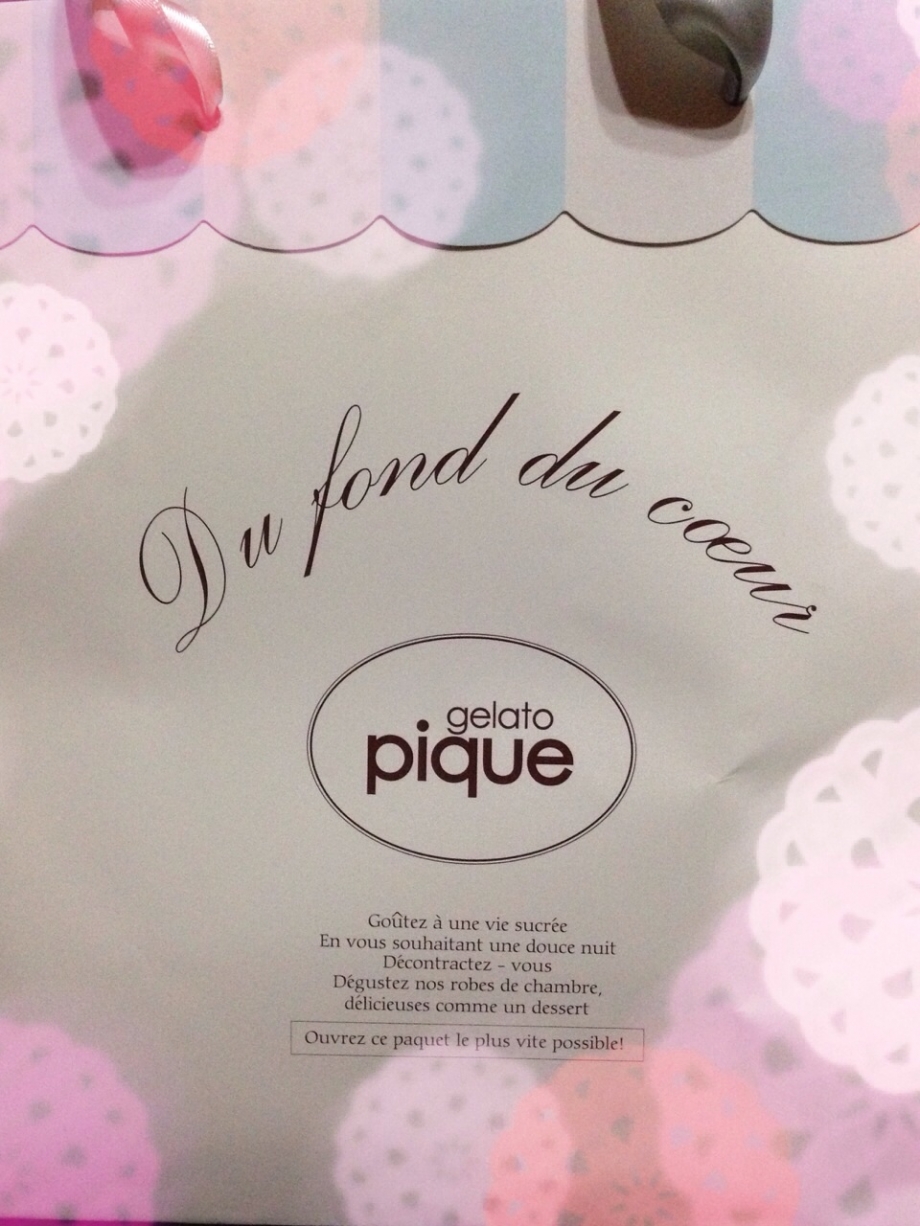 Du fond du cœur
gelato
pique
Goûtez à une vie sucrée
En vous souhaitant une douce nuit
Décontractez - vous
Dégustez nos robes de chambre,
délicieuses comme un dessert
Ouvrez ce paquet le plus vite possible!